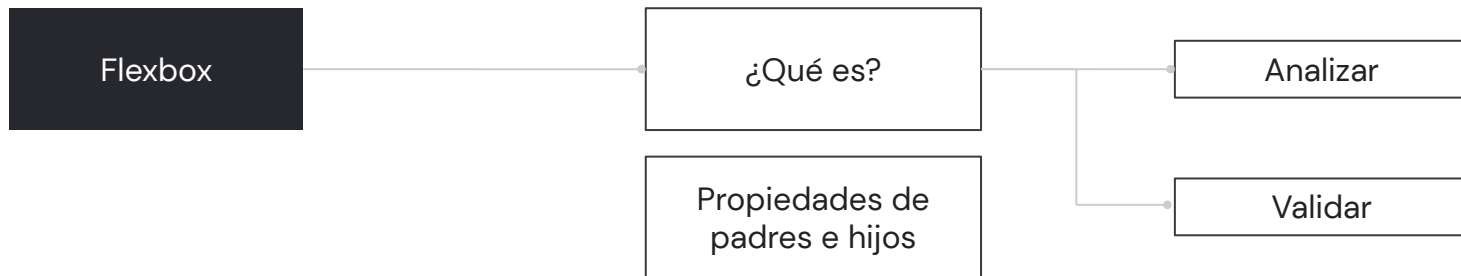 Flexbox
¿Qué es?
Analizar
Propiedades de
padres e hijos
Validar